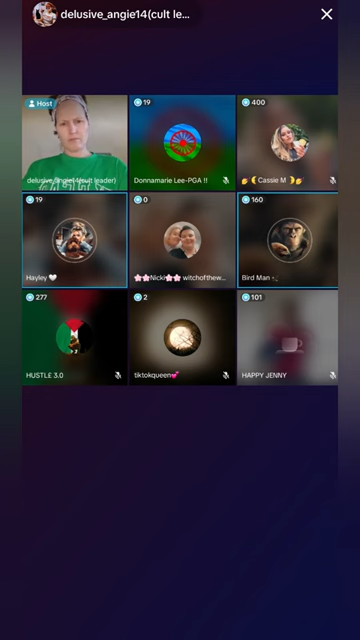 delusive_angie14(cult le...
Host
delusive_angie14(cult leader)
19
Donnamarie Lee-PGA !!
400
🥳🌙Cassie M 🌙🥳
19
Hayley 🤍
0
🌸🌸Nicki🌸🌸 witchofthew...
160
Bird Man
277
HUSTLE 3.0
2
tiktokqueen💕
101
HAPPY JENNY